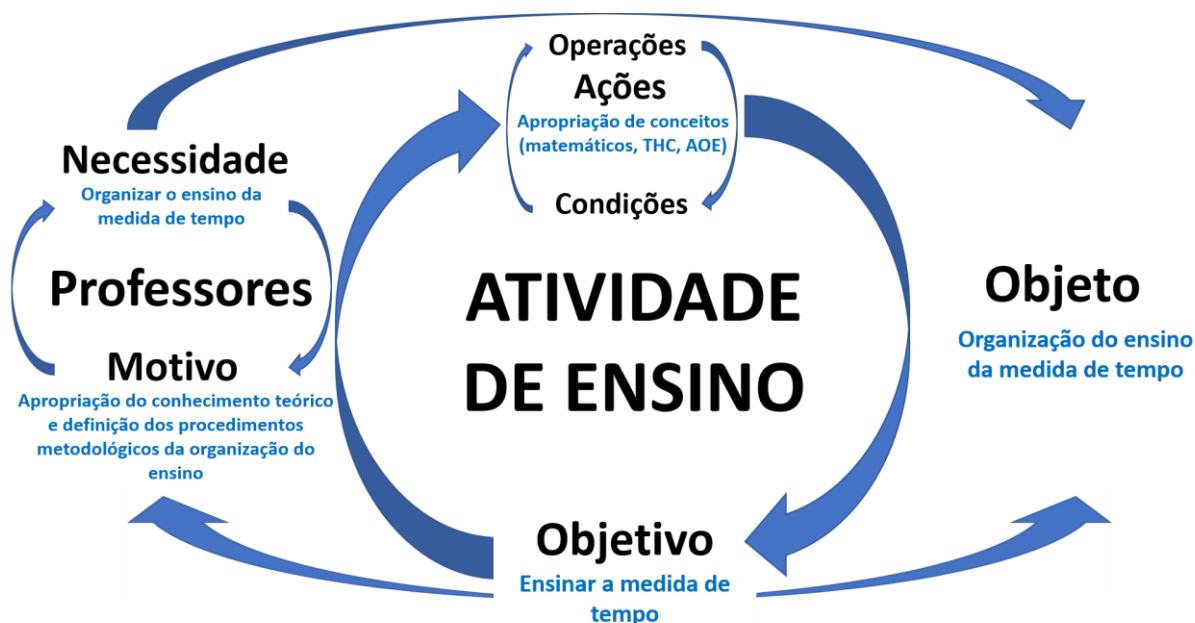 Operações
Ações
Apropriação de conceitos
(matemáticos, THC, AOE)
Condições
Necessidade
Organizar o ensino da
medida de tempo
Professores
Motivo
Apropriação do conhecimento teórico
e definição dos procedimentos
metodológicos da organização do
ensino
ATIVIDADE
DE ENSINO
Objeto
Organização do ensino
da medida de tempo
Objetivo
Ensinar a medida de
tempo